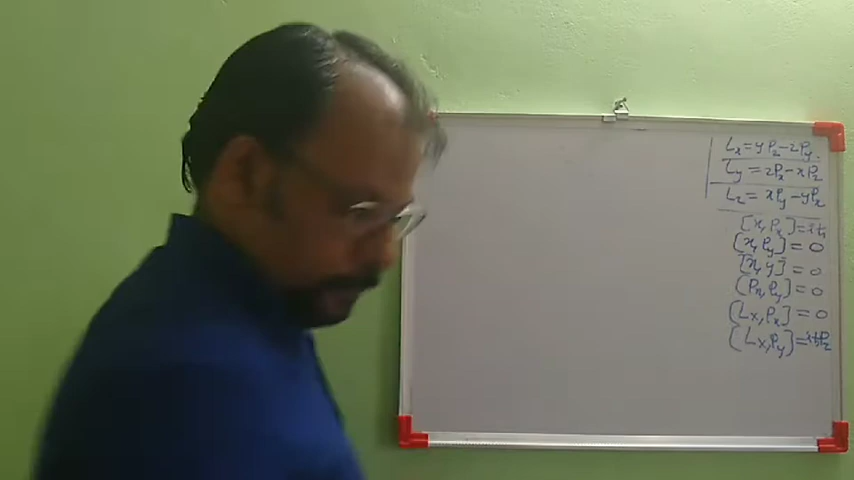 Lx = yPz - zPy
Ly = zPx - xPz
Lz = xPy - yPx
[x, Px] = iħ
[x, Py] = 0
[x, y] = 0
[Px, Py] = 0
[Lx, Px] = 0
[Lx, Py] = iħPz